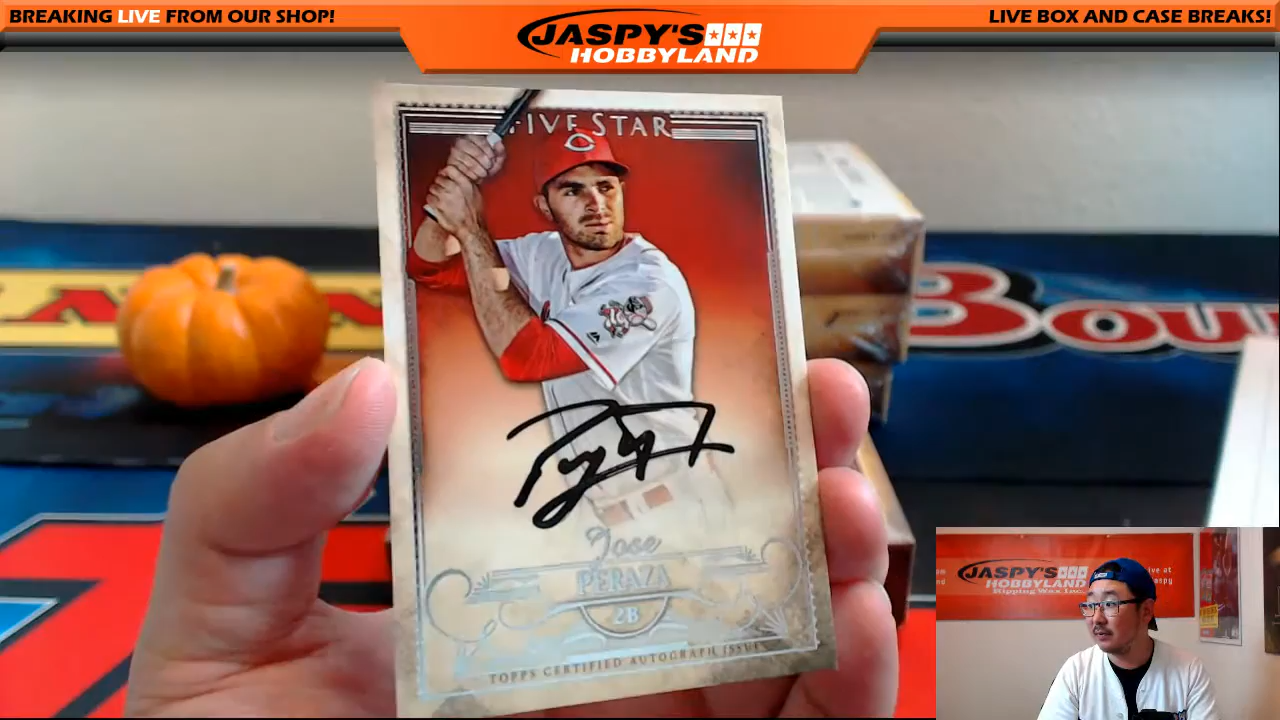 BREAKING LIVE FROM OUR SHOP!
JASPY'S
HOBBYLAND
LIVE BOX AND CASE BREAKS!
FIVE STAR
Jose
PERAZA
2B
TOPPS CERTIFIED AUTOGRAPH ISSUE
JASPY'S
HOBBYLAND
Ripping Wax Inc.